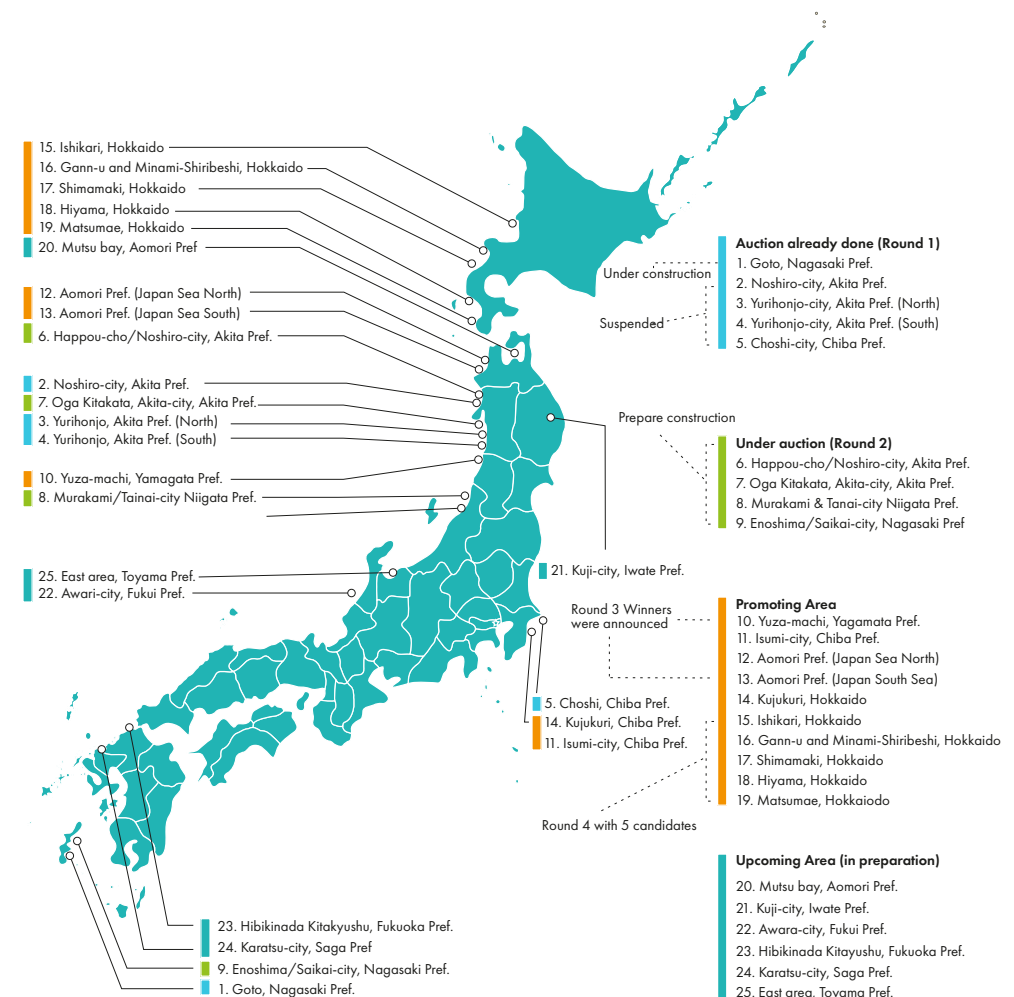 15. Ishikari, Hokkaido
16. Gann-u and Minami-Shiribeshi, Hokkaido
17. Shimamaki, Hokkaido
18. Hiyama, Hokkaido
19. Matsumae, Hokkaido
20. Mutsu bay, Aomori Pref
12. Aomori Pref. (Japan Sea North)
13. Aomori Pref. (Japan Sea South)
6. Happou-cho/Noshiro-city, Akita Pref.
2. Noshiro-city, Akita Pref.
7. Oga Kitakata, Akita-city, Akita Pref.
3. Yurihonjo, Akita Pref. (North)
4. Yurihonjo, Akita Pref. (South)
10. Yuza-machi, Yamagata Pref.
8. Murakami/Tainai-city Niigata Pref.
25. East area, Toyama Pref.
22. Awari-city, Fukui Pref.
21. Kuji-city, Iwate Pref.
5. Choshi, Chiba Pref.
14. Kujukuri, Chiba Pref.
11. Isumi-city, Chiba Pref.
23. Hibikinada Kitakyushu, Fukuoka Pref.
24. Karatsu-city, Saga Pref
9. Enoshima/Saikai-city, Nagasaki Pref.
1. Goto, Nagasaki Pref.
Auction already done (Round 1)
1. Goto, Nagasaki Pref.
2. Noshiro-city, Akita Pref.
3. Yurihonjo-city, Akita Pref. (North)
4. Yurihonjo-city, Akita Pref. (South)
5. Choshi-city, Chiba Pref.
Under construction
Suspended
Prepare construction
Under auction (Round 2)
6. Happou-cho/Noshiro-city, Akita Pref.
7. Oga Kitakata, Akita-city, Akita Pref.
8. Murakami & Tanai-city Niigata Pref.
9. Enoshima/Saikai-city, Nagasaki Pref
Round 3 Winners
were announced
Promoting Area
10. Yuza-machi, Yagamata Pref.
11. Isumi-city, Chiba Pref.
12. Aomori Pref. (Japan Sea North)
13. Aomori Pref. (Japan South Sea)
14. Kujukuri, Hokkaido
15. Ishikari, Hokkaido
16. Gann-u and Minami-Shiribeshi, Hokkaido
17. Shimamaki, Hokkaido
18. Hiyama, Hokkaido
19. Matsumae, Hokkaiodo
Round 4 with 5 candidates
Upcoming Area (in preparation)
20. Mutsu bay, Aomori Pref.
21. Kuji-city, Iwate Pref.
22. Awara-city, Fukui Pref.
23. Hibikinada Kitayushu, Fukuoka Pref.
24. Karatsu-city, Saga Pref.
25. East area, Toyama Pref.